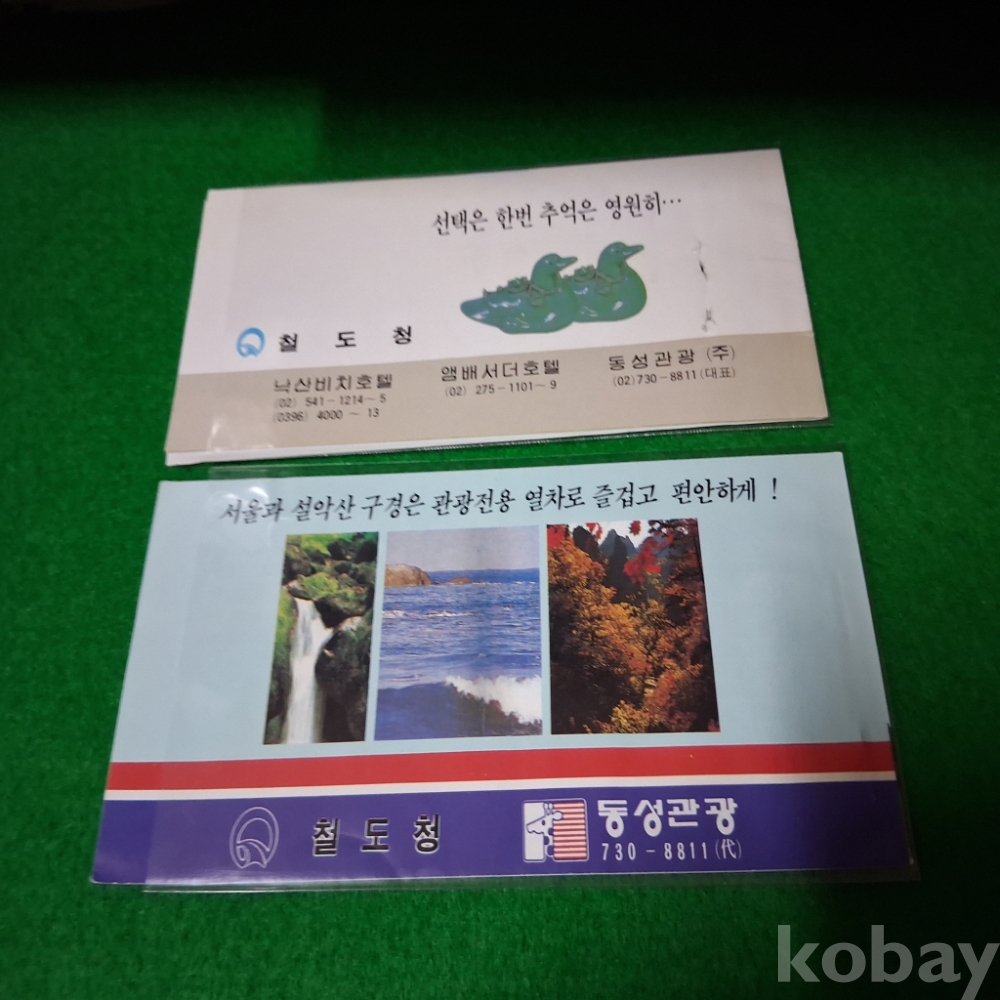 선택은 한번 추억은 영원히…
철 도 청
낙산비치호텔
(02) 541-1214~5
(0396) 4000 ~ 13
앰배서더호텔
(02) 275-1101~9
동성관광 (주)
(02) 730-8811 (대표)
서울과 설악산 구경은 관광전용 열차로 즐겁고 편안하게 !
철 도 청
동성관광
730-8811 (代)
kobay